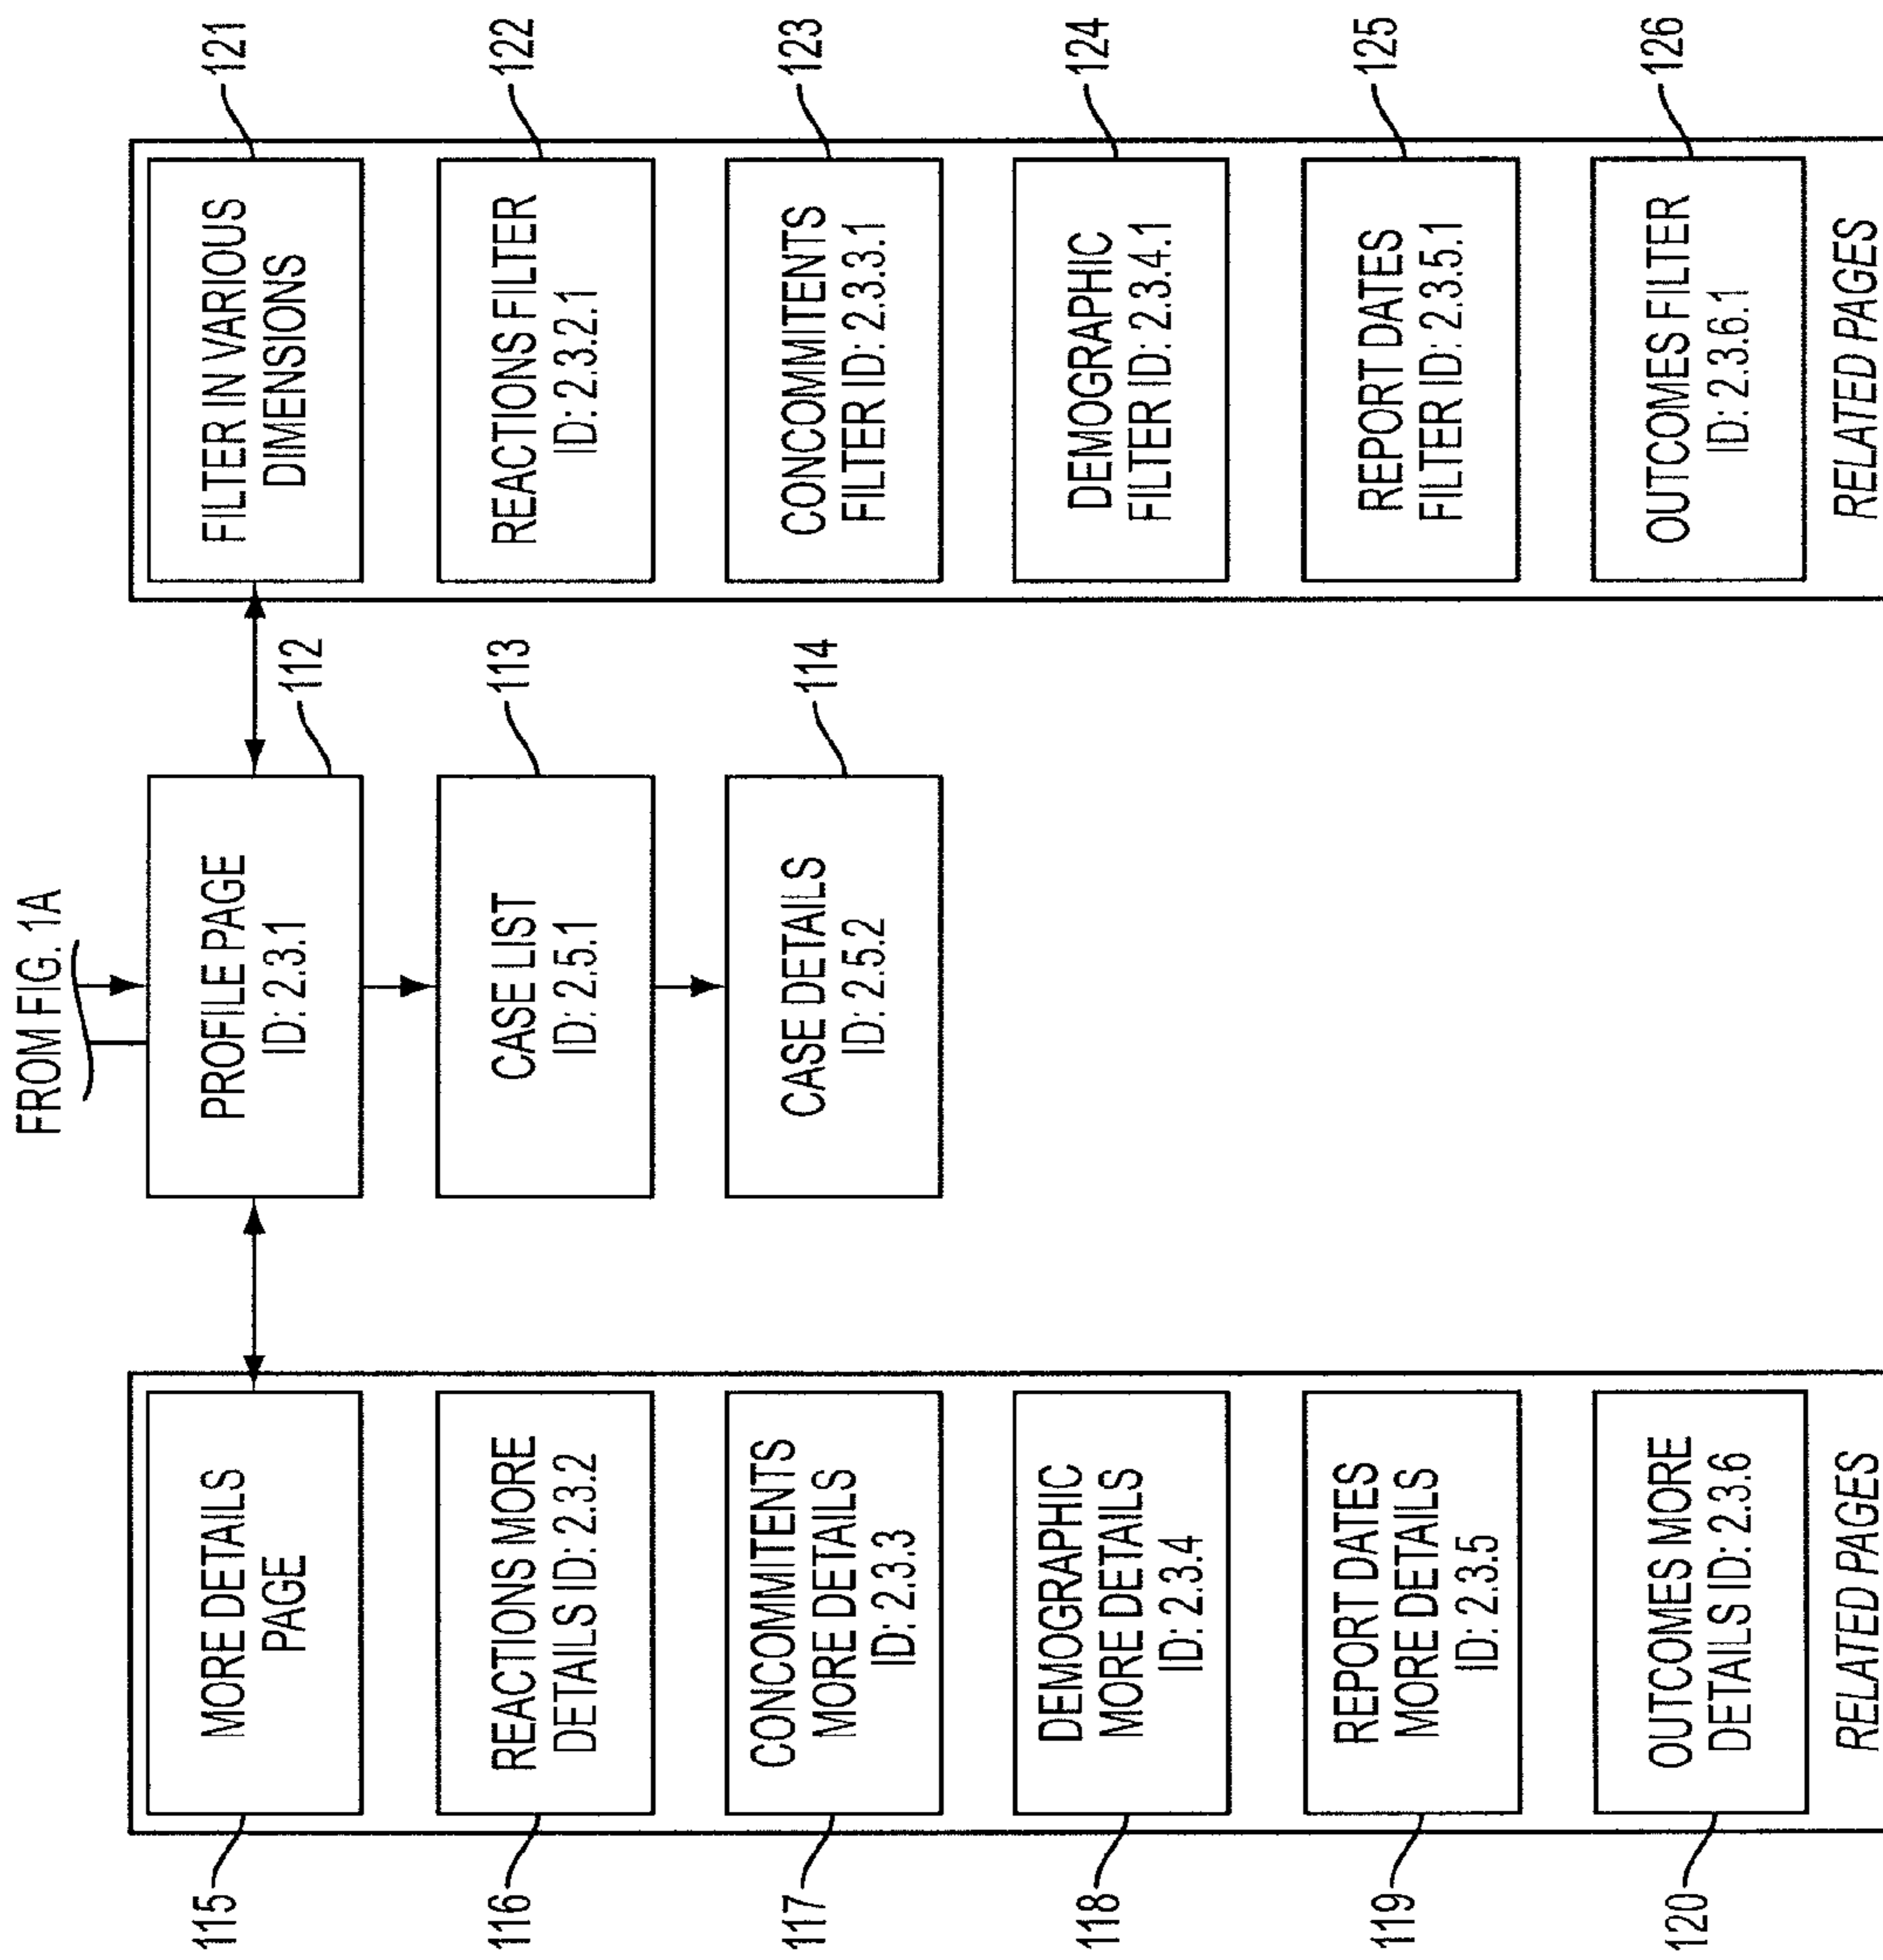 FROM FIG. 1A
115
MORE DETAILS
PAGE
116
REACTIONS MORE
DETAILS ID: 2.3.2
117
CONCOMMITENTS
MORE DETAILS
ID: 2.3.3
118
DEMOGRAPHIC
MORE DETAILS
ID: 2.3.4
119
REPORT DATES
MORE DETAILS
ID: 2.3.5
120
OUTCOMES MORE
DETAILS ID: 2.3.6
RELATED PAGES
PROFILE PAGE
ID: 2.3.1
112
CASE LIST
ID: 2.5.1
113
CASE DETAILS
ID: 2.5.2
114
FILTER IN VARIOUS
DIMENSIONS
121
REACTIONS FILTER
ID: 2.3.2.1
122
CONCOMMITENTS
FILTER ID: 2.3.3.1
123
DEMOGRAPHIC
FILTER ID: 2.3.4.1
124
REPORT DATES
FILTER ID: 2.3.5.1
125
OUTCOMES FILTER
ID: 2.3.6.1
126
RELATED PAGES